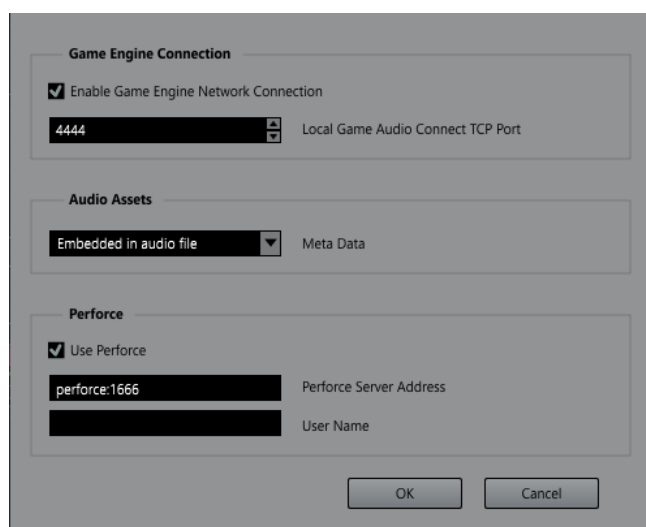 Game Engine Connection
Enable Game Engine Network Connection
4444 Local Game Audio Connect TCP Port
Audio Assets
Embedded in audio file Meta Data
Perforce
Use Perforce
perforce:1666 Perforce Server Address
User Name
OK Cancel